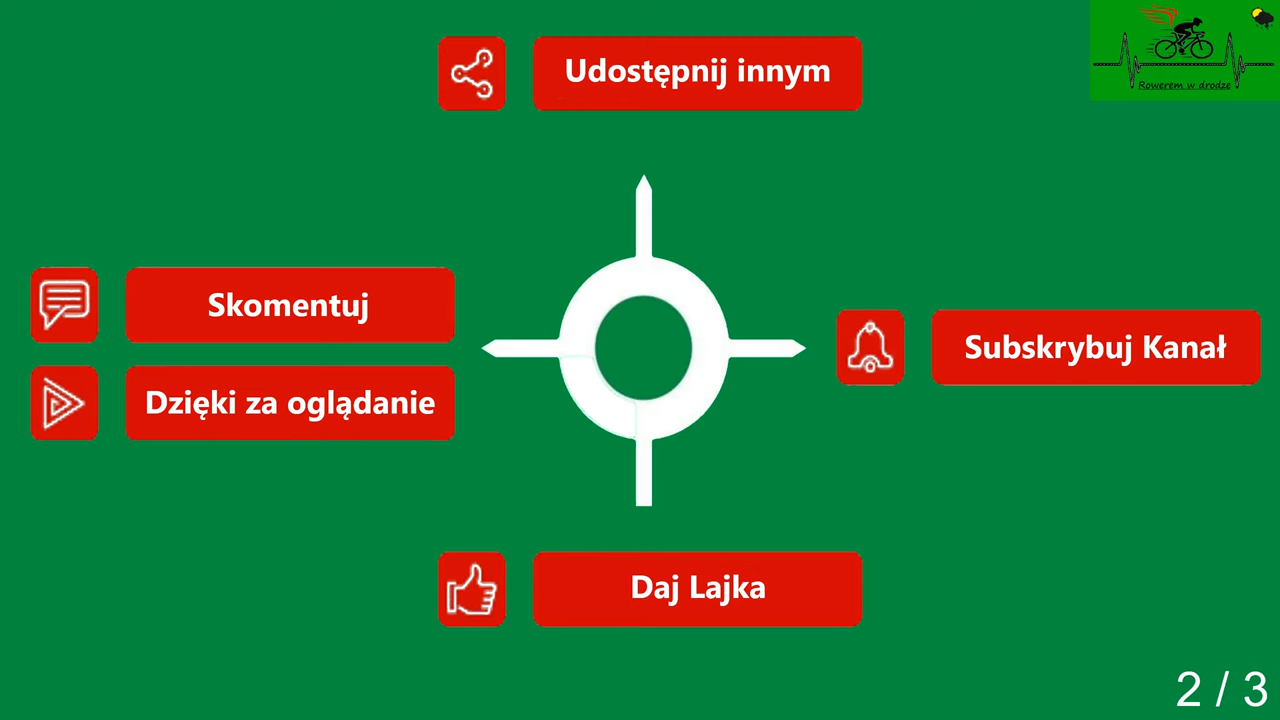 Udostępnij innym
Rowerem w drodze
Skomentuj
Dzięki za oglądanie
Subskrybuj Kanał
Daj Lajka
2 / 3